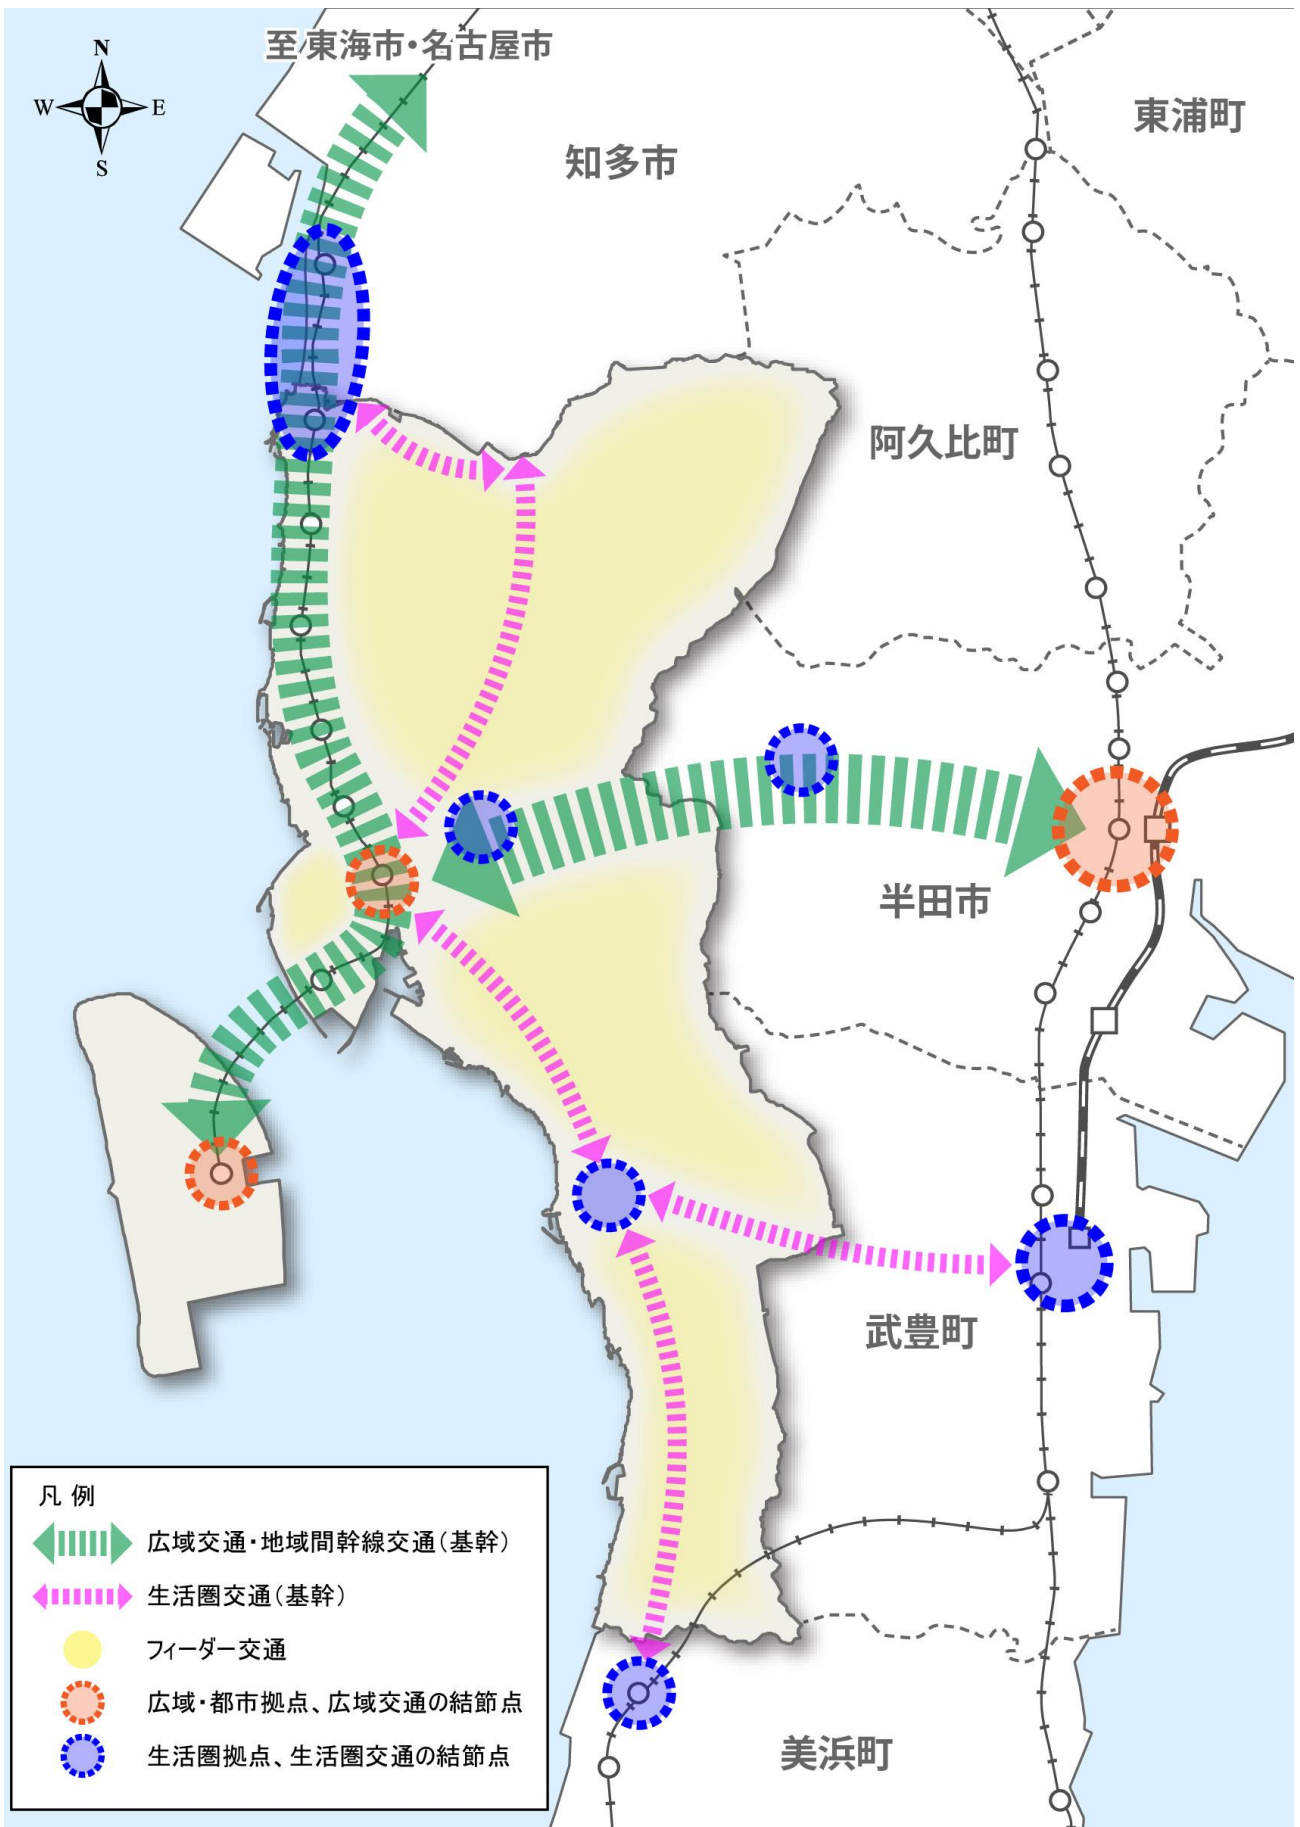 至 東海市・名古屋市
N
W
E
S
東浦町
知多市
阿久比町
半田市
武豊町
美浜町
凡 例
広域交通・地域間幹線交通(基幹)
生活圏交通(基幹)
フィーダー交通
広域・都市拠点、広域交通の結節点
生活圏拠点、生活圏交通の結節点